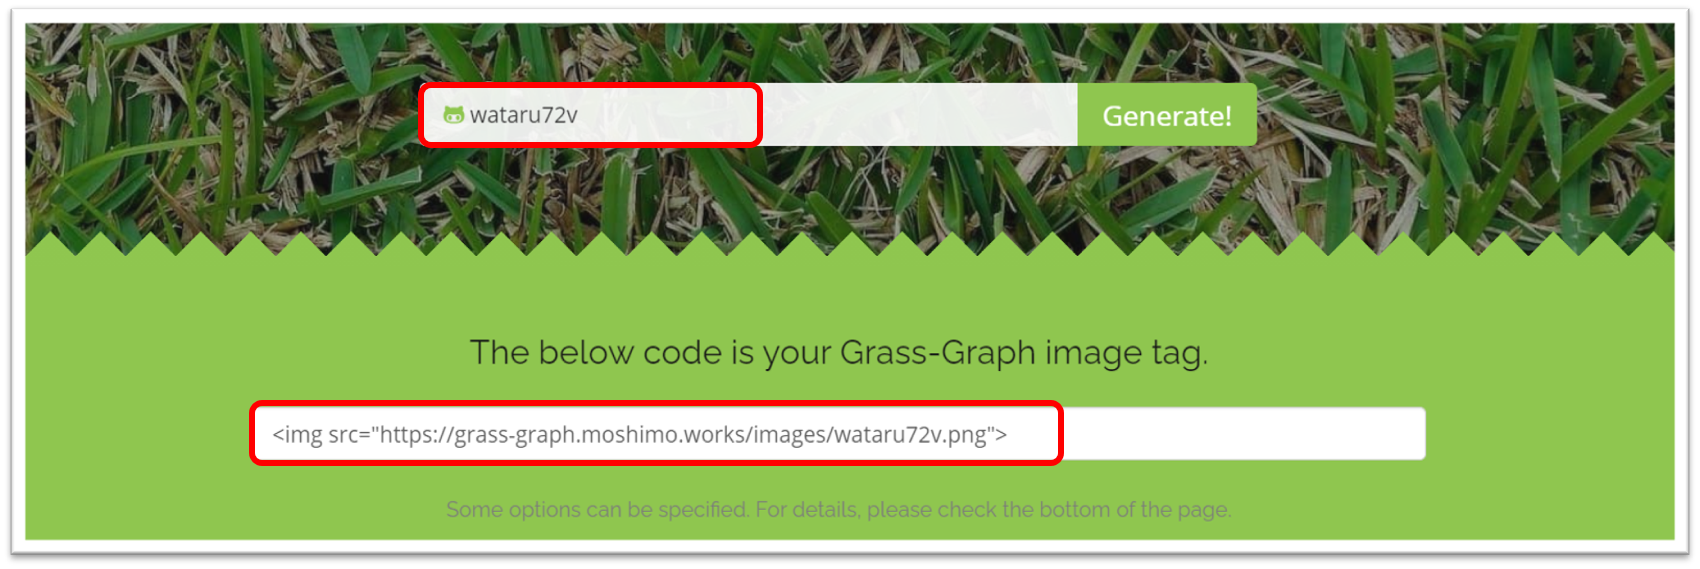 wataru72v
Generate!
The below code is your Grass-Graph image tag.
<img src="https://grass-graph.moshimo.works/images/wataru72v.png">
Some options can be specified. For details, please check the bottom of the page.